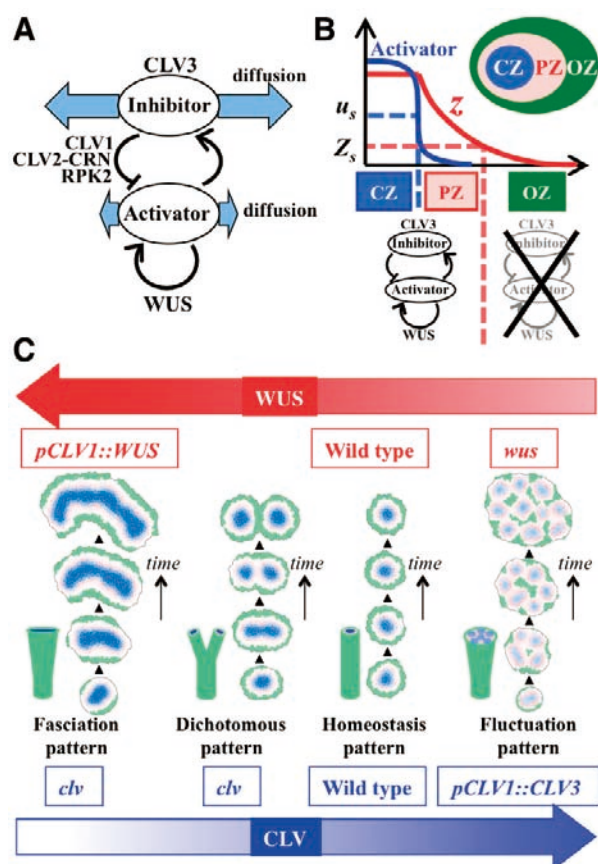 A
CLV3
Inhibitor
diffusion
CLV1
CLV2-CRN
RPK2
Activator
diffusion
WUS
B
Activator
CZ PZ OZ
u_s
Z
Z_s
CZ PZ OZ
CLV3
Inhibitor
Activator
WUS
CLV3
Inhibitor
Activator
WUS
C
WUS
pCLV1::WUS Wild type wus
time time time
Fasciation pattern
Dichotomous pattern
Homeostasis pattern
Fluctuation pattern
clv clv Wild type pCLV1::CLV3
CLV